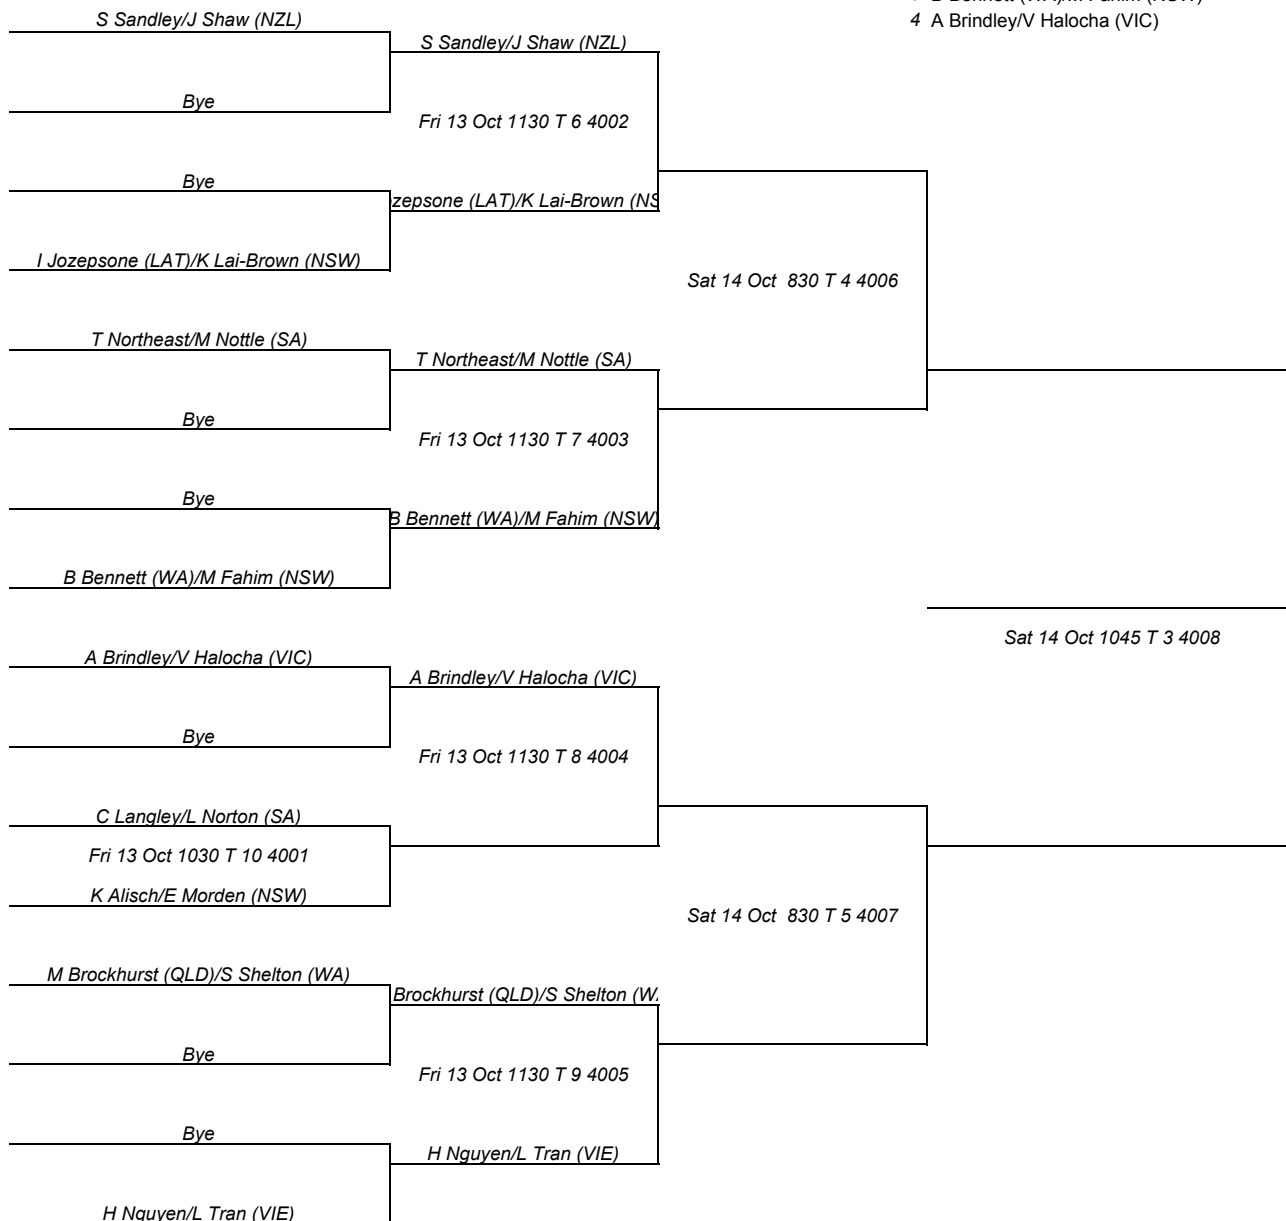 B Bennett (WA)/M Fahim (NSW)
S Sandley/J Shaw (NZL)
4 A Brindley/V Halocha (VIC)
S Sandley/J Shaw (NZL)
Bye
Fri 13 Oct 1130 T 6 4002
Bye
zepsone (LAT)/K Lai-Brown (NS
I Jozepsone (LAT)/K Lai-Brown (NSW)
Sat 14 Oct 830 T 4 4006
T Northeast/M Nottle (SA)
T Northeast/M Nottle (SA)
Bye
Fri 13 Oct 1130 T 7 4003
Bye
B Bennett (WA)/M Fahim (NSW)
B Bennett (WA)/M Fahim (NSW)
Sat 14 Oct 1045 T 3 4008
A Brindley/V Halocha (VIC)
A Brindley/V Halocha (VIC)
Bye
Fri 13 Oct 1130 T 8 4004
C Langley/L Norton (SA)
Fri 13 Oct 1030 T 10 4001
K Alisch/E Morden (NSW)
Sat 14 Oct 830 T 5 4007
M Brockhurst (QLD)/S Shelton (WA)
Brockhurst (QLD)/S Shelton (W
Bye
Fri 13 Oct 1130 T 9 4005
Bye
H Nguyen/L Tran (VIE)
H Nguyen/L Tran (VIE)